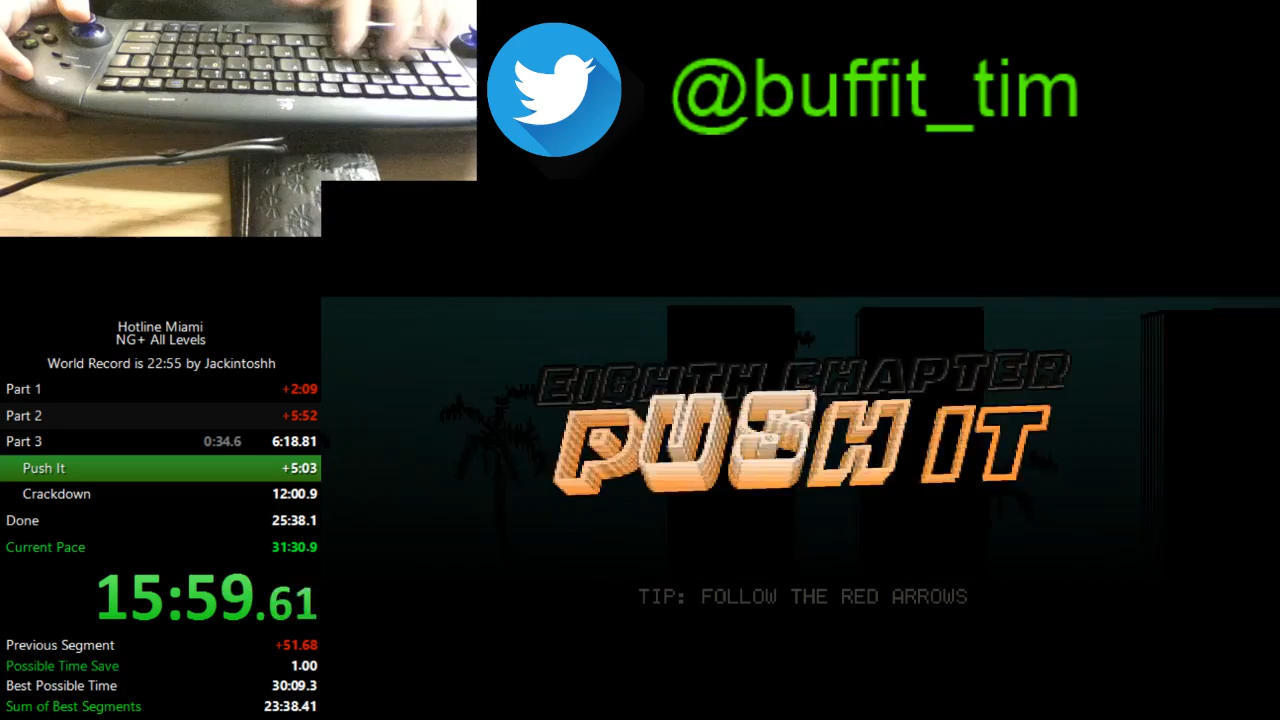 @buffit_tim
Hotline Miami
NG+ All Levels
World Record is 22:55 by Jackintoshh
Part 1 +2:09
Part 2 +5:52
Part 3 0:34.6 6:18.81
Push It +5:03
Crackdown 12:00.9
Done 25:38.1
Current Pace 31:30.9
15:59.61
Previous Segment +51.68
Possible Time Save 1.00
Best Possible Time 30:09.3
Sum of Best Segments 23:38.41
EIGHTH CHAPTER
PUSH IT
TIP: FOLLOW THE RED ARROWS